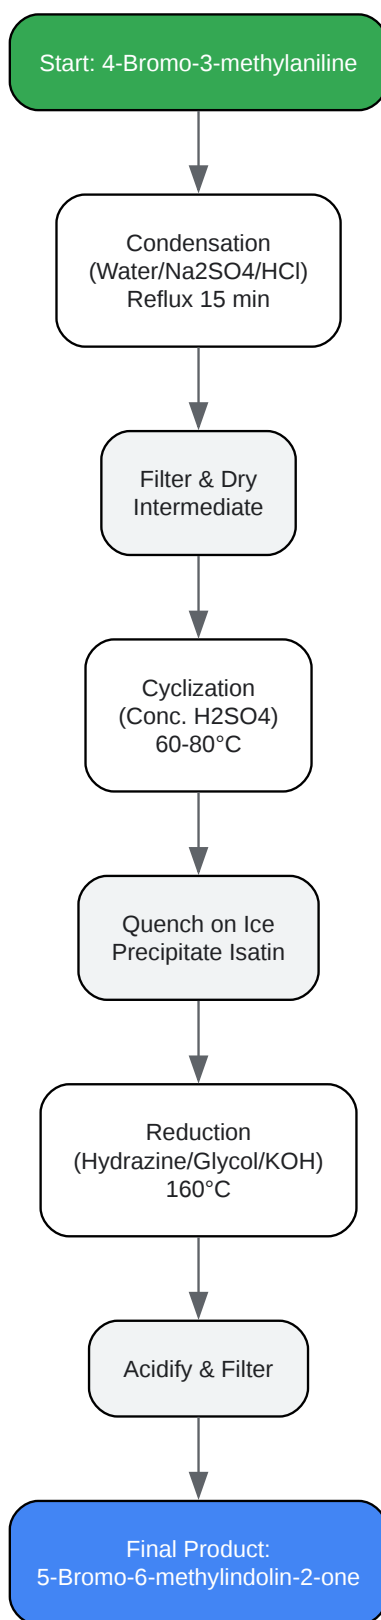 Start: 4-Bromo-3-methylaniline
Condensation
(Water/Na2SO4/HCl)
Reflux 15 min
Filter & Dry
Intermediate
Cyclization
(Conc. H2SO4)
60-80°C
Quench on Ice
Precipitate Isatin
Reduction
(Hydrazine/Glycol/KOH)
160°C
Acidify & Filter
Final Product:
5-Bromo-6-methylindolin-2-one